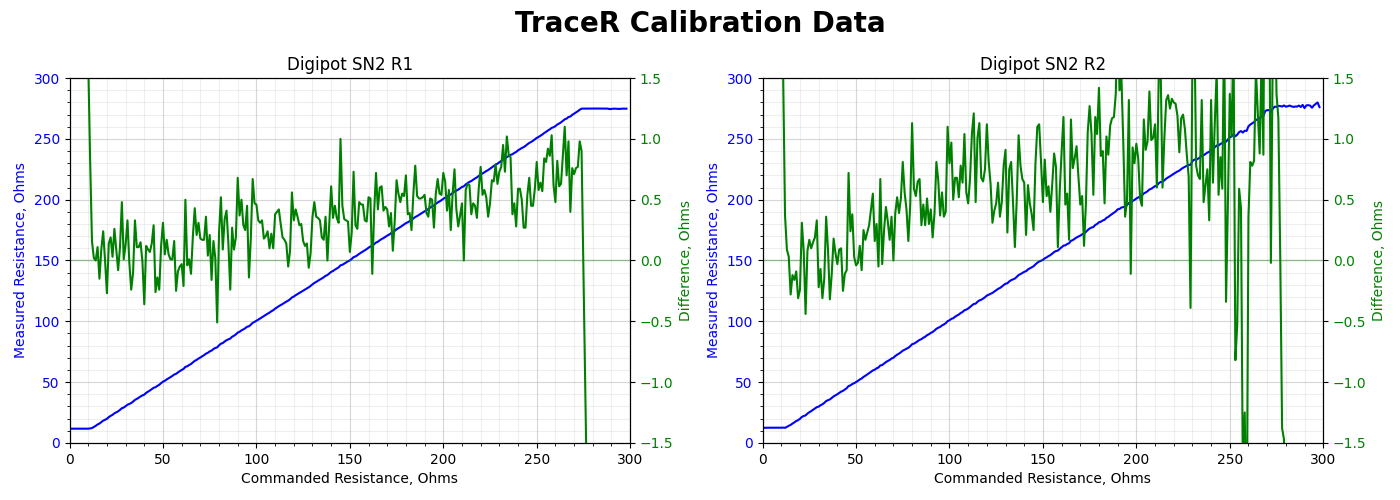 TraceR Calibration Data
Digipot SN2 R1
300
250
200
150
100
50
0
Measured Resistance, Ohms
1.5
1.0
0.5
0.0
−0.5
−1.0
−1.5
Difference, Ohms
0 50 100 150 200 250 300
Commanded Resistance, Ohms
Digipot SN2 R2
300
250
200
150
100
50
0
Measured Resistance, Ohms
1.5
1.0
0.5
0.0
−0.5
−1.0
−1.5
Difference, Ohms
0 50 100 150 200 250 300
Commanded Resistance, Ohms